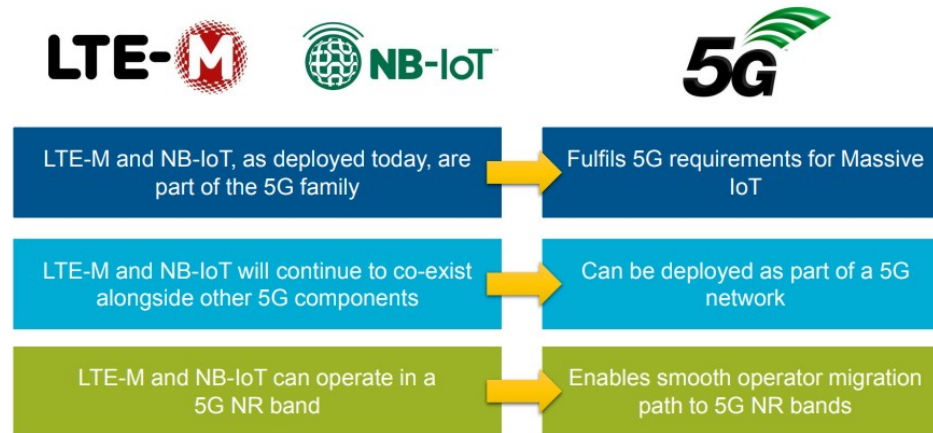 LTE-M
NB-IoT
5G
LTE-M and NB-IoT, as deployed today, are
part of the 5G family
Fulfils 5G requirements for Massive
IoT
LTE-M and NB-IoT will continue to co-exist
alongside other 5G components
Can be deployed as part of a 5G
network
LTE-M and NB-IoT can operate in a
5G NR band
Enables smooth operator migration
path to 5G NR bands